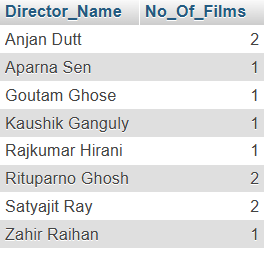 Director_Name No_Of_Films
Anjan Dutt 2
Aparna Sen 1
Goutam Ghose 1
Kaushik Ganguly 1
Rajkumar Hirani 1
Rituparno Ghosh 2
Satyajit Ray 2
Zahir Raihan 1